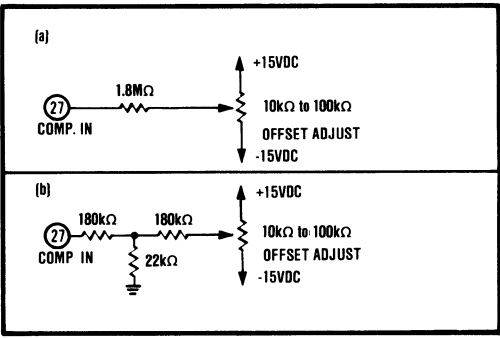 (a)
+15VDC
1.8MΩ
27
10kΩ to 100kΩ
COMP. IN
OFFSET ADJUST
-15VDC
(b)
+15VDC
180kΩ
180kΩ
27
10kΩ to 100kΩ
COMP IN
22kΩ
OFFSET ADJUST
-15VDC